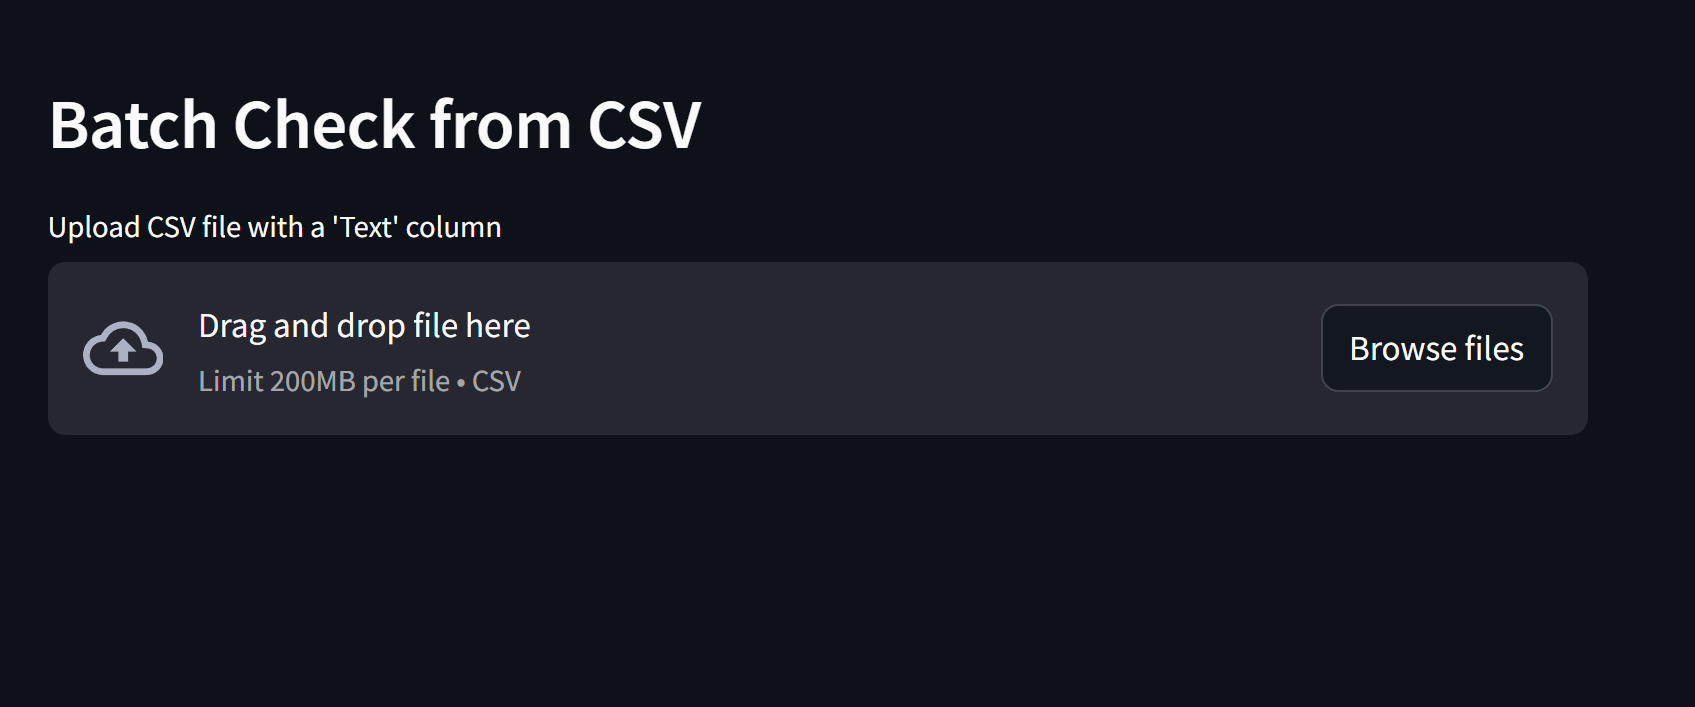 Batch Check from CSV
Upload CSV file with a 'Text' column
Drag and drop file here
Limit 200MB per file • CSV
Browse files